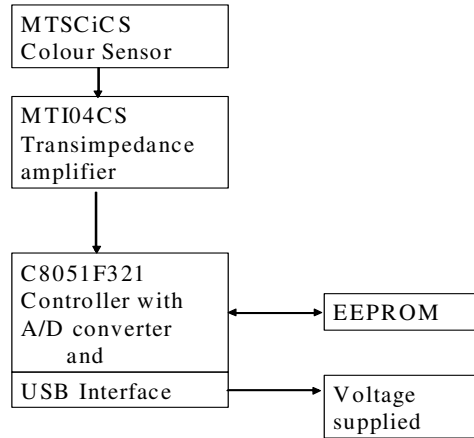 MTSCiCS
Colour Sensor
MTI04CS
Transimpedance
amplifier
C8051F321
Controller with
A/D converter
and
USB Interface
EEPROM
Voltage
supplied